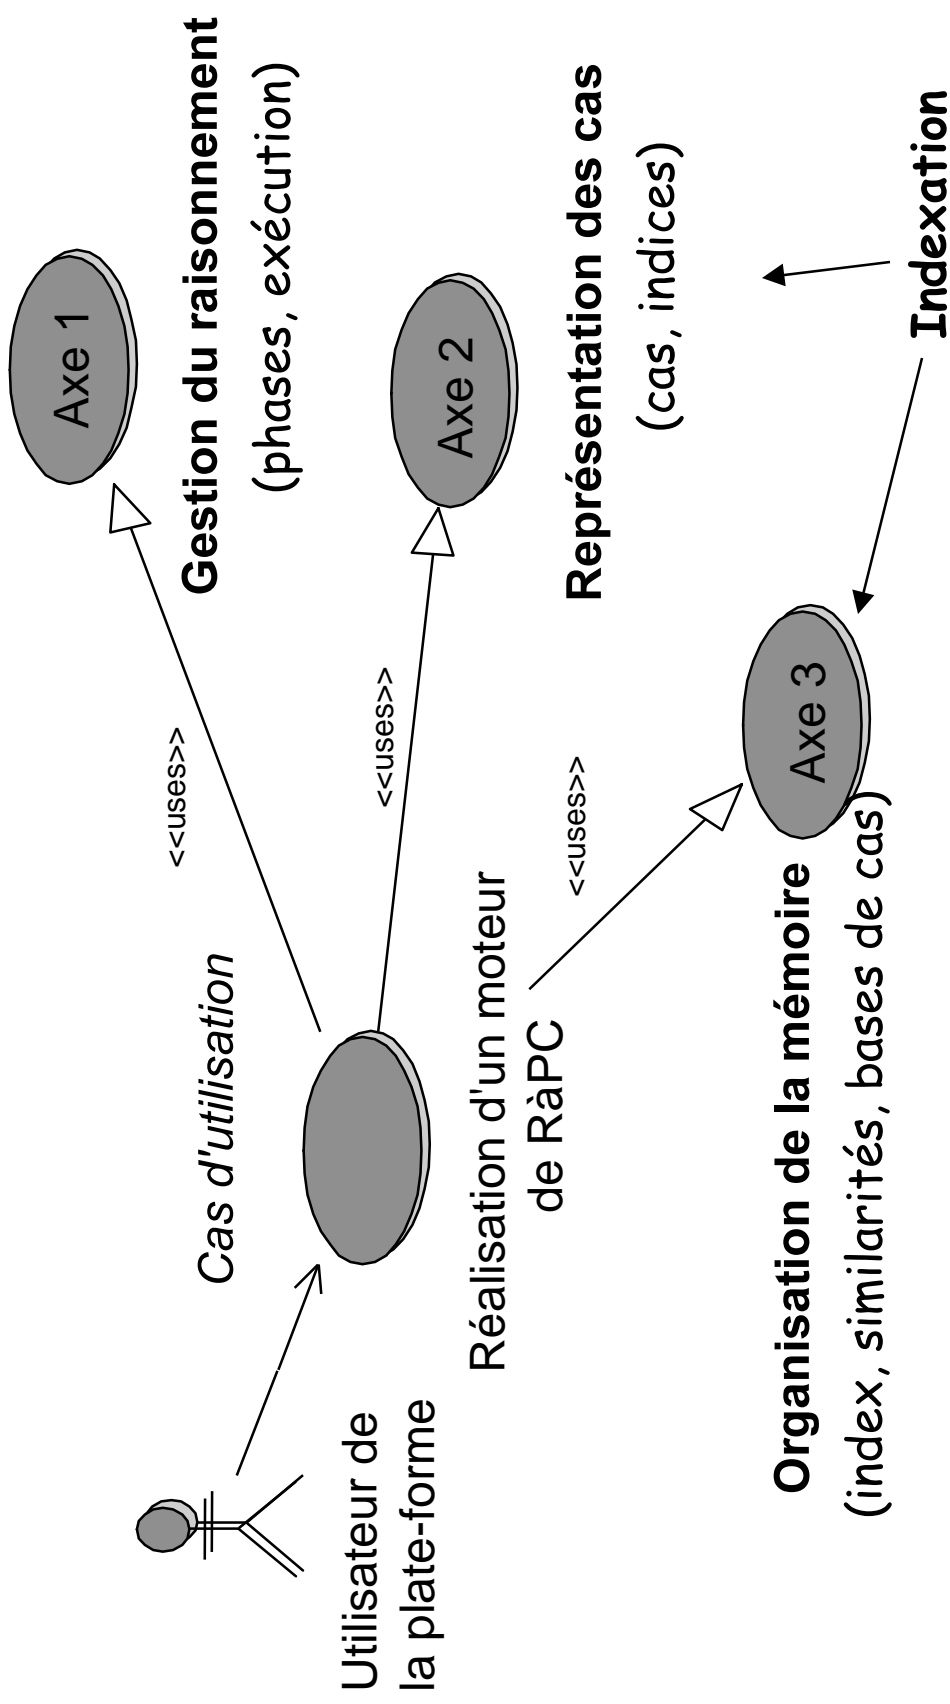 Cas d'utilisation
<<uses>>
Axe 1
Gestion du raisonnement
(phases, exécution)
Utilisateur de
la plate-forme
<<uses>>
Axe 2
Réalisation d'un moteur
de RàPC
<<uses>>
Représentation des cas
(cas, indices)
Axe 3
Organisation de la mémoire
(index, similarités, bases de cas)
Indexation